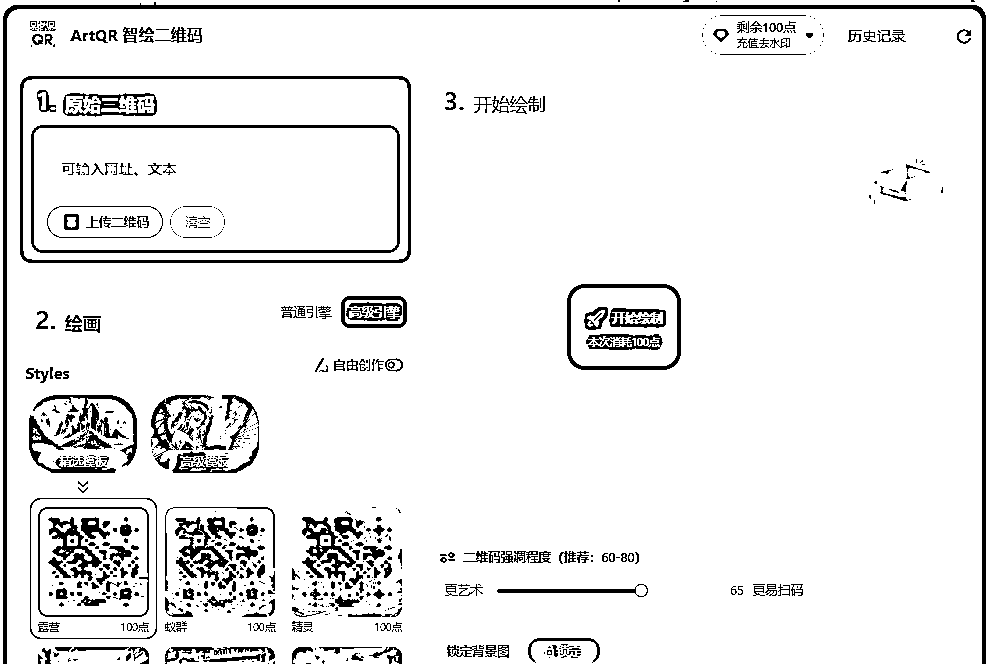 QR
ArtQR 智绘二维码
剩余100点
充值去水印
历史记录
1.
原始二维码
可输入网址、文本
上传二维码
清空
2. 绘画
普通引擎
高级引擎
自由创作
Styles
精选模板
高级模板
露营
100点
蚁群
100点
精灵
100点
3. 开始绘制
开始绘制
本次消耗100点
二维码强调程度（推荐：60-80）
更艺术
65
更易扫码
锁定背景图